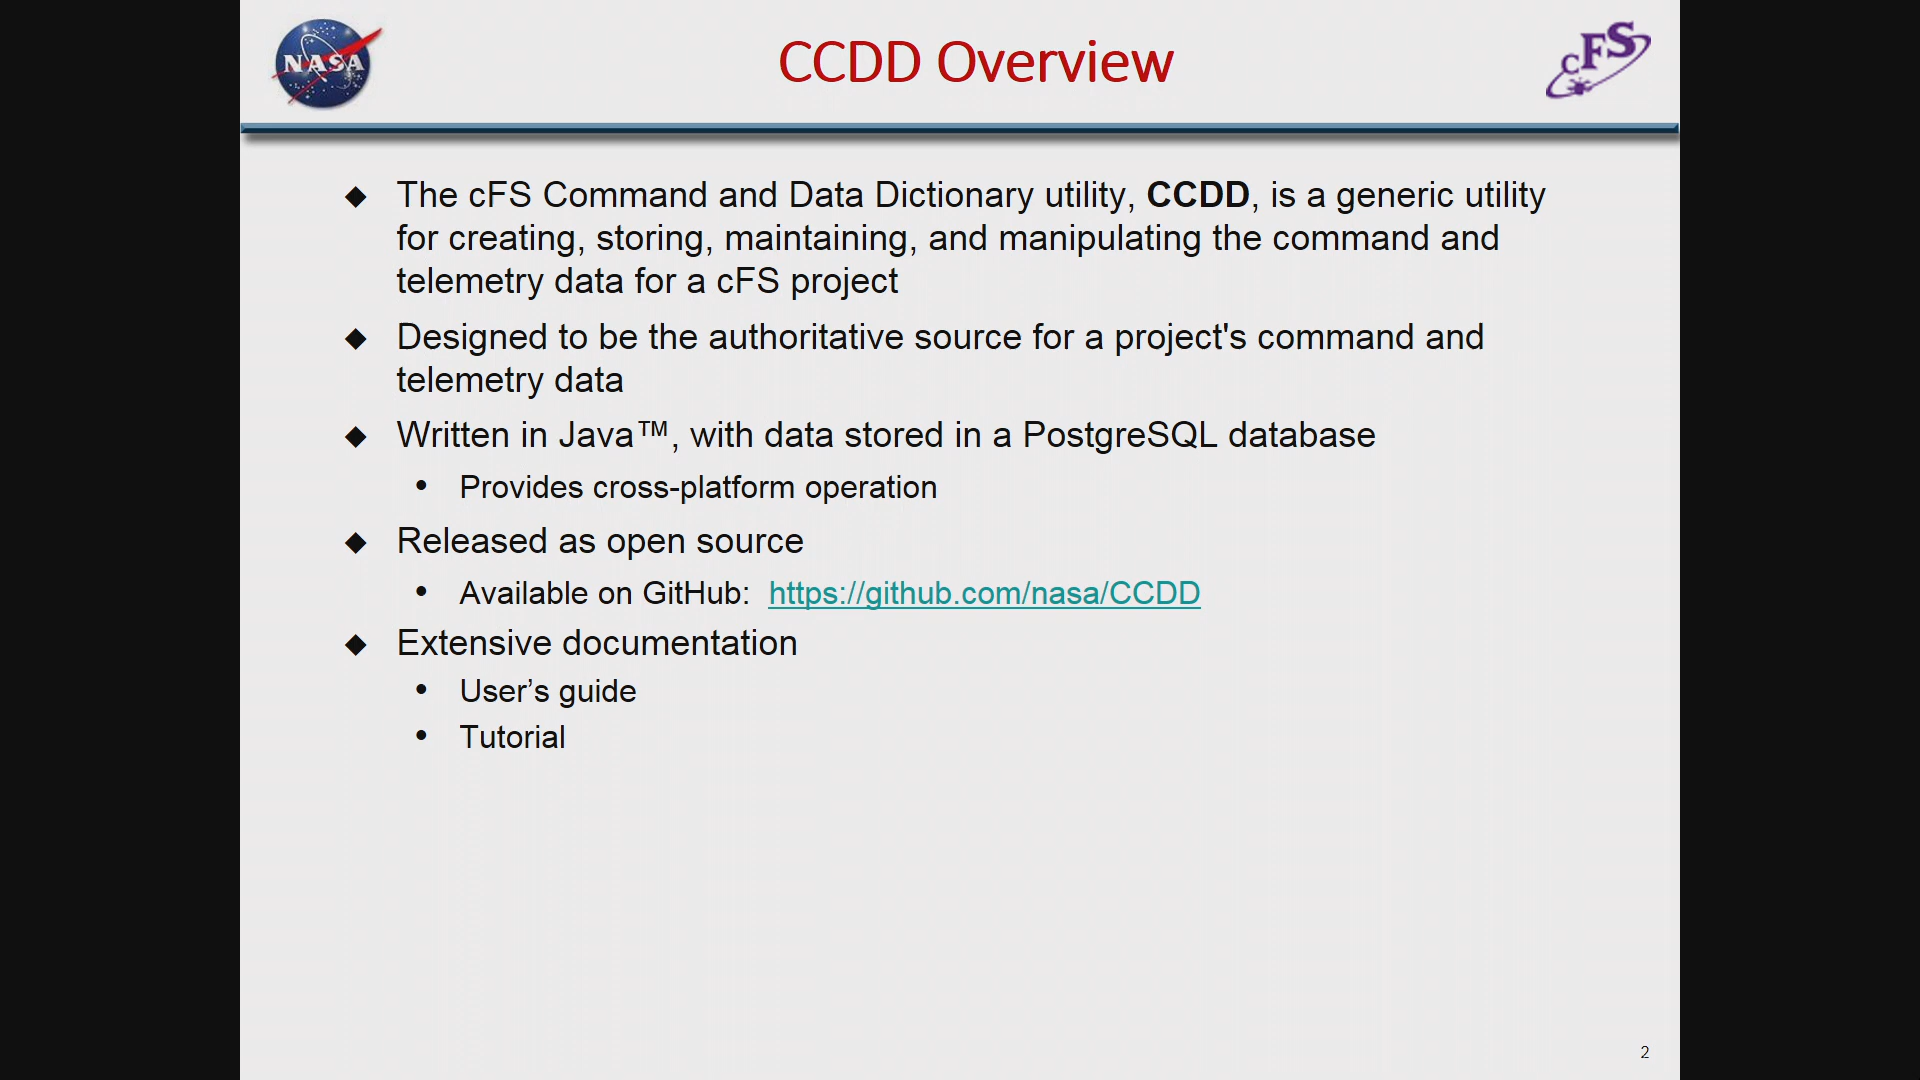 NASA
CCDD Overview
cFS
◆ The cFS Command and Data Dictionary utility, CCDD, is a generic utility
for creating, storing, maintaining, and manipulating the command and
telemetry data for a cFS project
◆ Designed to be the authoritative source for a project's command and
telemetry data
◆ Written in Java™, with data stored in a PostgreSQL database
• Provides cross-platform operation
◆ Released as open source
• Available on GitHub: https://github.com/nasa/CCDD
◆ Extensive documentation
• User’s guide
• Tutorial
2